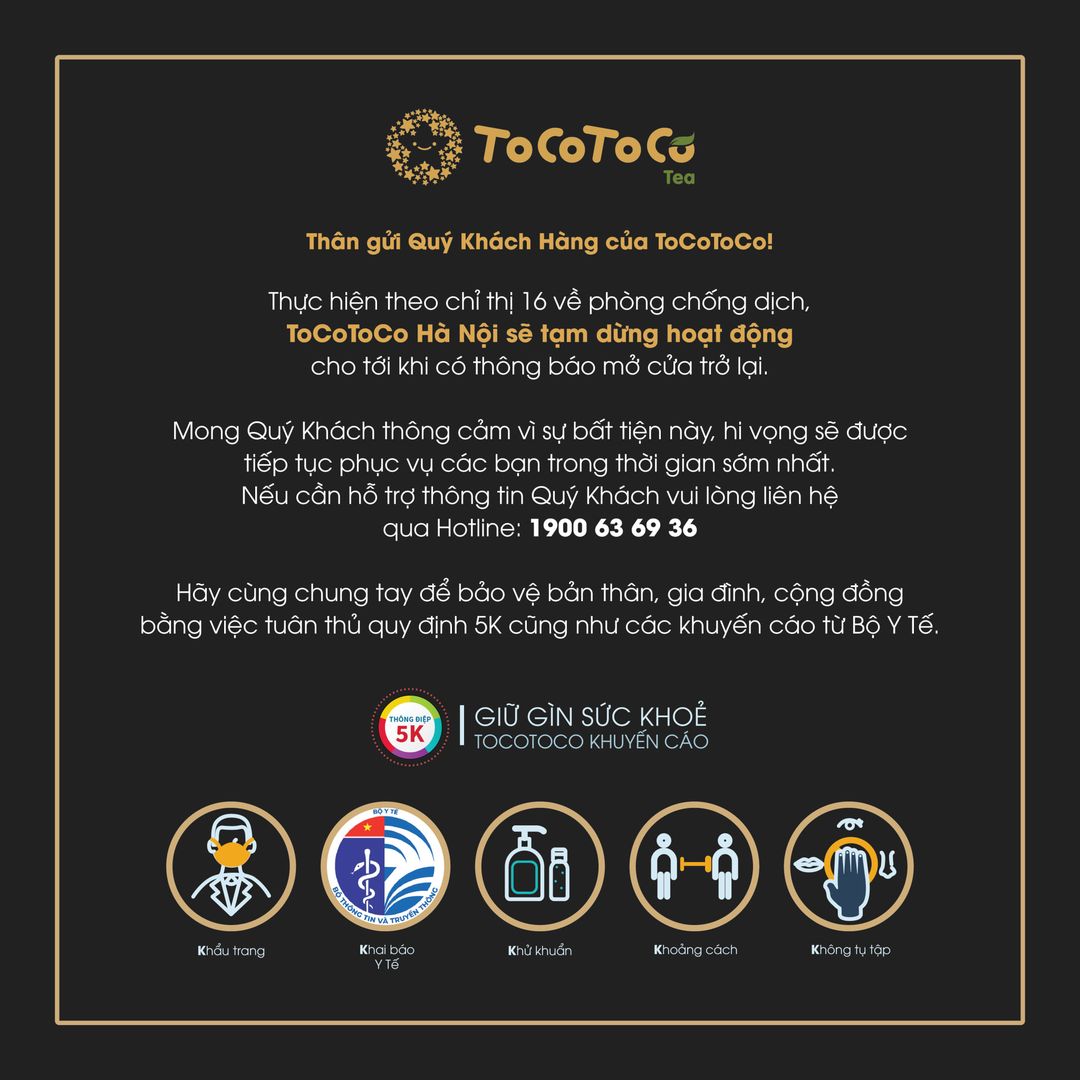 ToCoToCo
Tea
Thân gửi Quý Khách Hàng của ToCoToCo!
Thực hiện theo chỉ thị 16 về phòng chống dịch,
ToCoToCo Hà Nội sẽ tạm dừng hoạt động
cho tới khi có thông báo mở cửa trở lại.
Mong Quý Khách thông cảm vì sự bất tiện này, hi vọng sẽ được
tiếp tục phục vụ các bạn trong thời gian sớm nhất.
Nếu cần hỗ trợ thông tin Quý Khách vui lòng liên hệ
qua Hotline: 1900 63 69 36
Hãy cùng chung tay để bảo vệ bản thân, gia đình, cộng đồng
bằng việc tuân thủ quy định 5K cũng như các khuyến cáo từ Bộ Y Tế.
THÔNG ĐIỆP
5K
GIỮ GÌN SỨC KHOẺ
TOCOTOCO KHUYẾN CÁO
BỘ Y TẾ
BỘ THÔNG TIN VÀ TRUYỀN THÔNG
Khẩu trang
Khai báo
Y Tế
Khử khuẩn
Khoảng cách
Không tụ tập